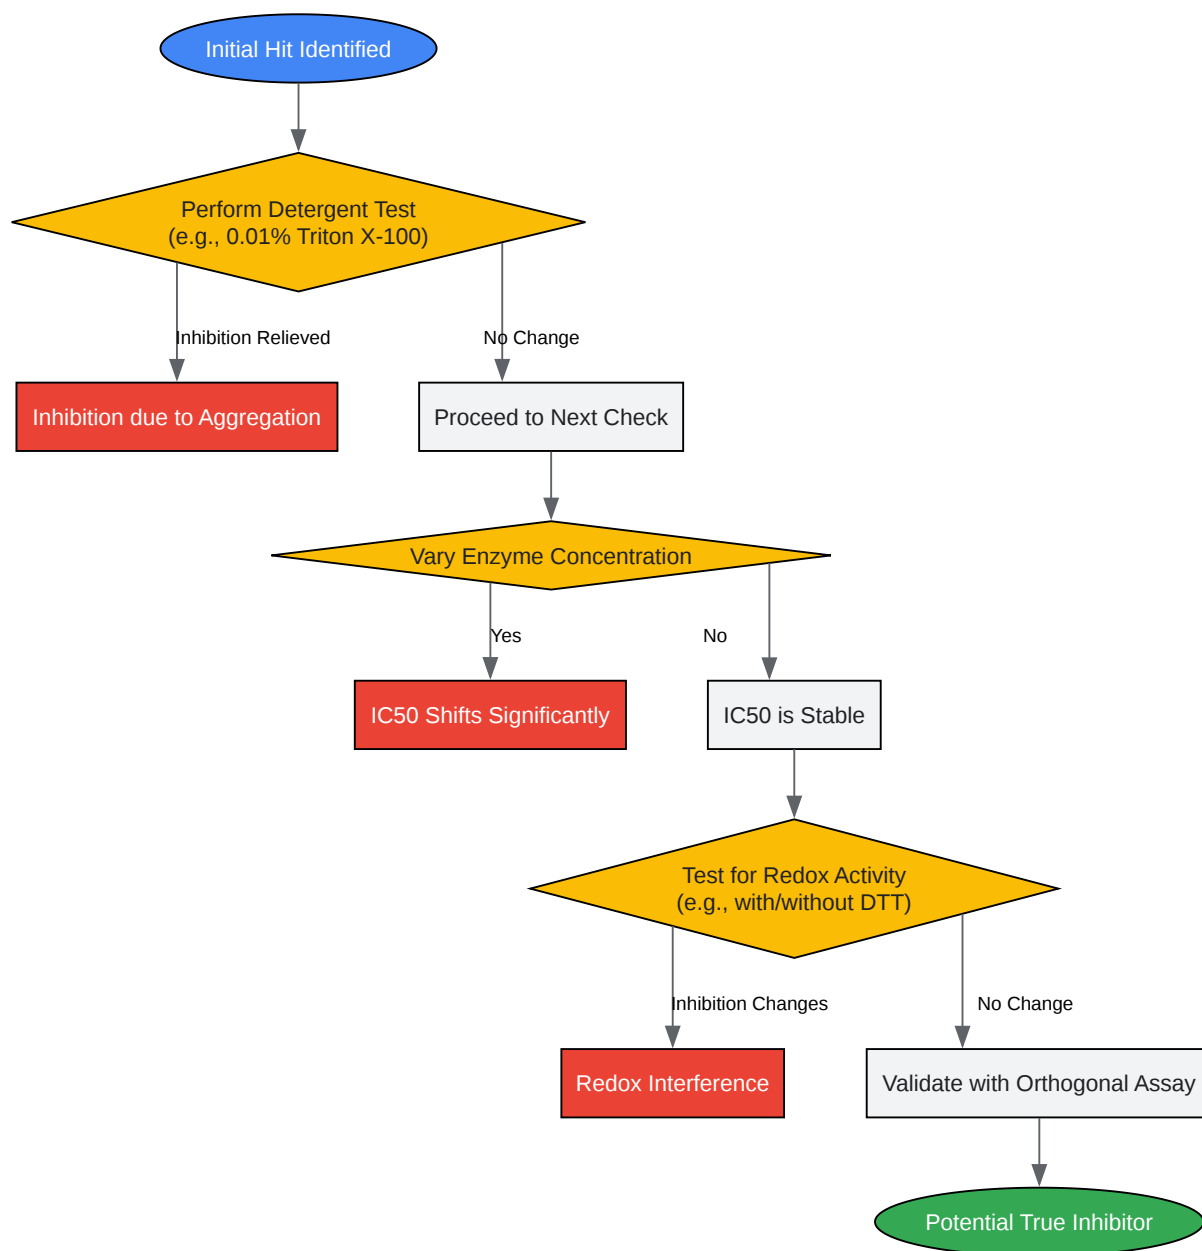 Initial Hit Identified
Perform Detergent Test
(e.g., 0.01% Triton X-100)
Inhibition Relieved
No Change
Inhibition due to Aggregation
Proceed to Next Check
Vary Enzyme Concentration
Yes
No
IC50 Shifts Significantly
IC50 is Stable
Test for Redox Activity
(e.g., with/without DTT)
Inhibition Changes
No Change
Redox Interference
Validate with Orthogonal Assay
Potential True Inhibitor